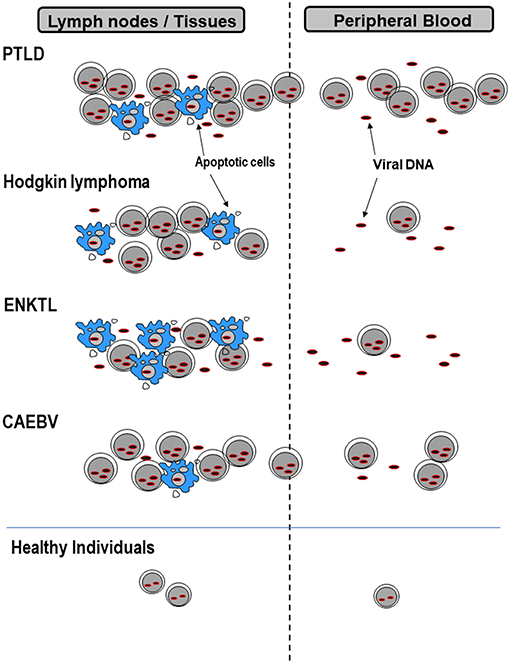 Lymph nodes / Tissues
Peripheral Blood
PTLD
Apoptotic cells
Viral DNA
Hodgkin lymphoma
ENKTL
CAEBV
Healthy Individuals